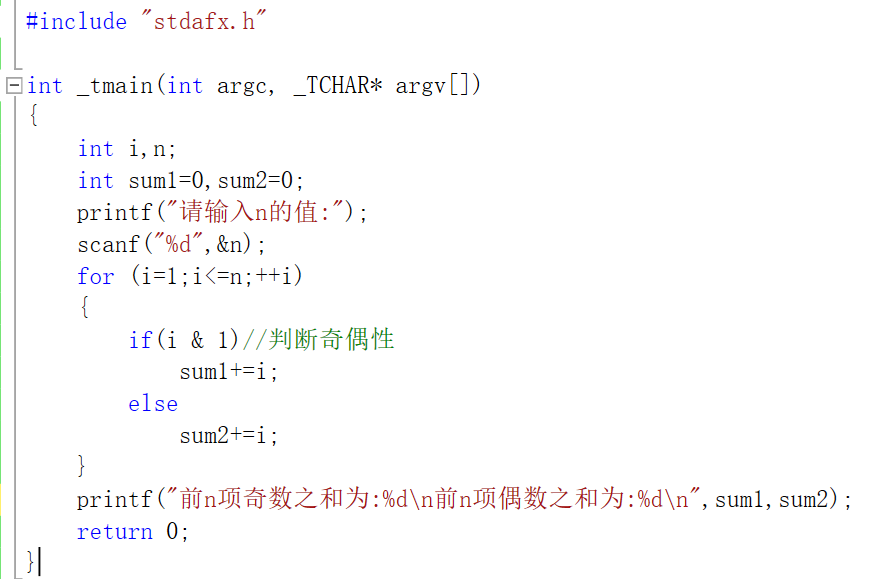 #include "stdafx.h"
int _tmain(int argc, _TCHAR* argv[])
{
int i,n;
int sum1=0,sum2=0;
printf("请输入n的值:");
scanf("%d",&n);
for (i=1;i<=n;++i)
{
if(i & 1)//判断奇偶性
sum1+=i;
else
sum2+=i;
}
printf("前n项奇数之和为:%d\n前n项偶数之和为:%d\n",sum1,sum2);
return 0;
}